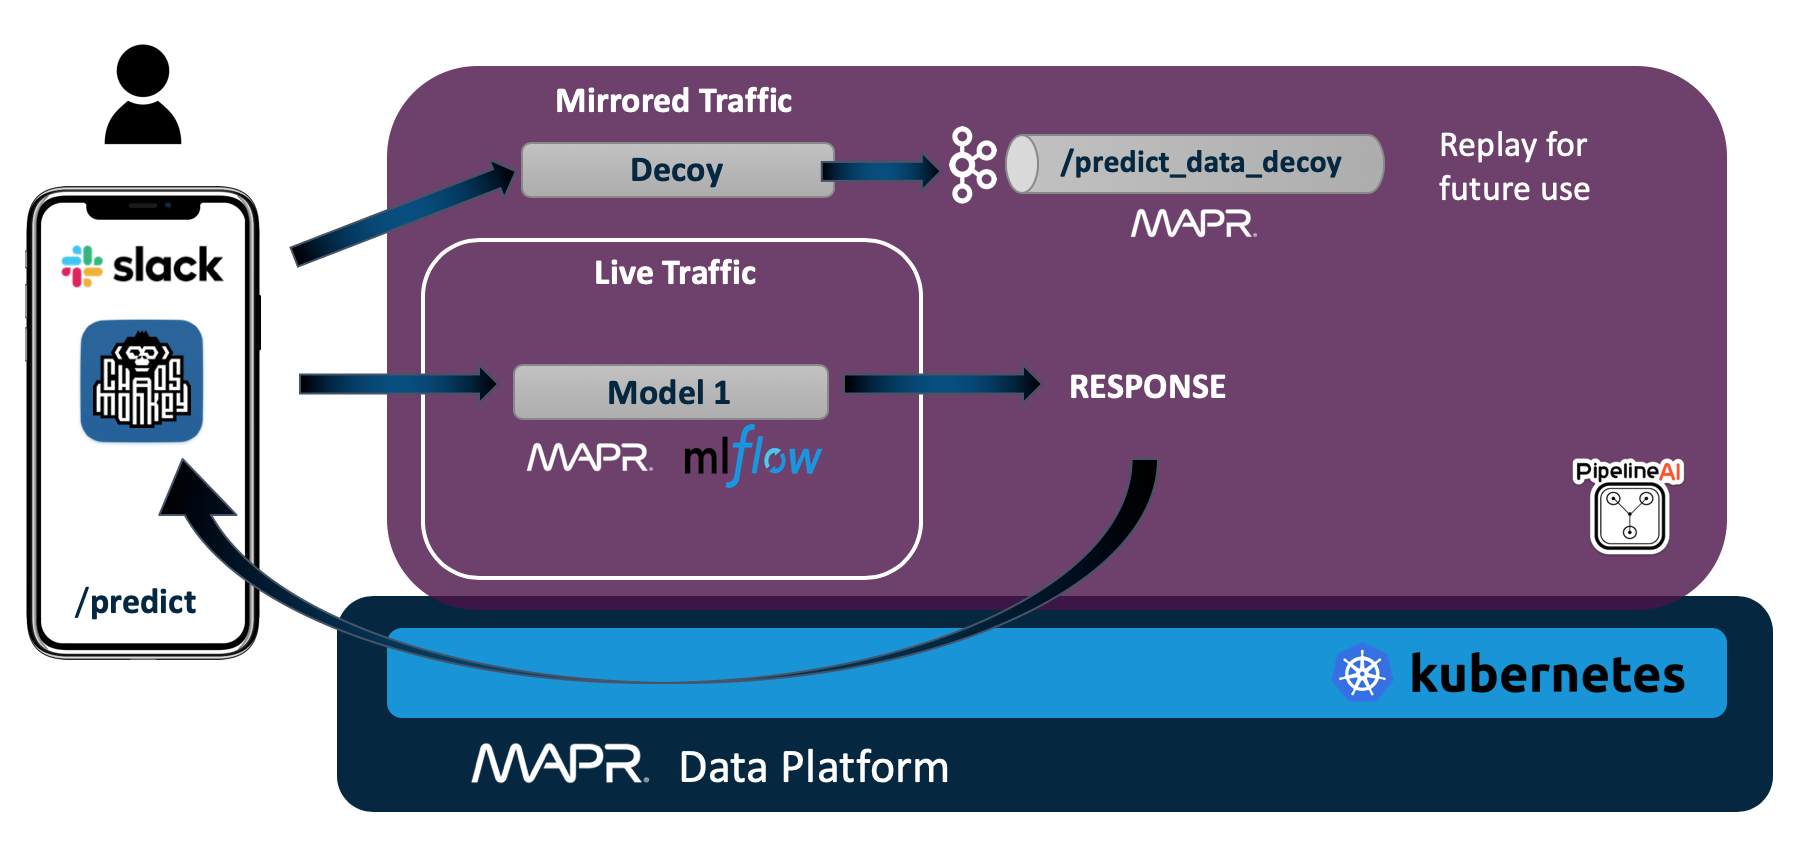 slack
CHAOS
monkey
/predict
Mirrored Traffic
Decoy
/predict_data_decoy
MAPR.
Replay for
future use
Live Traffic
Model 1
MAPR. mlflow
RESPONSE
PipelineAI
kubernetes
MAPR. Data Platform